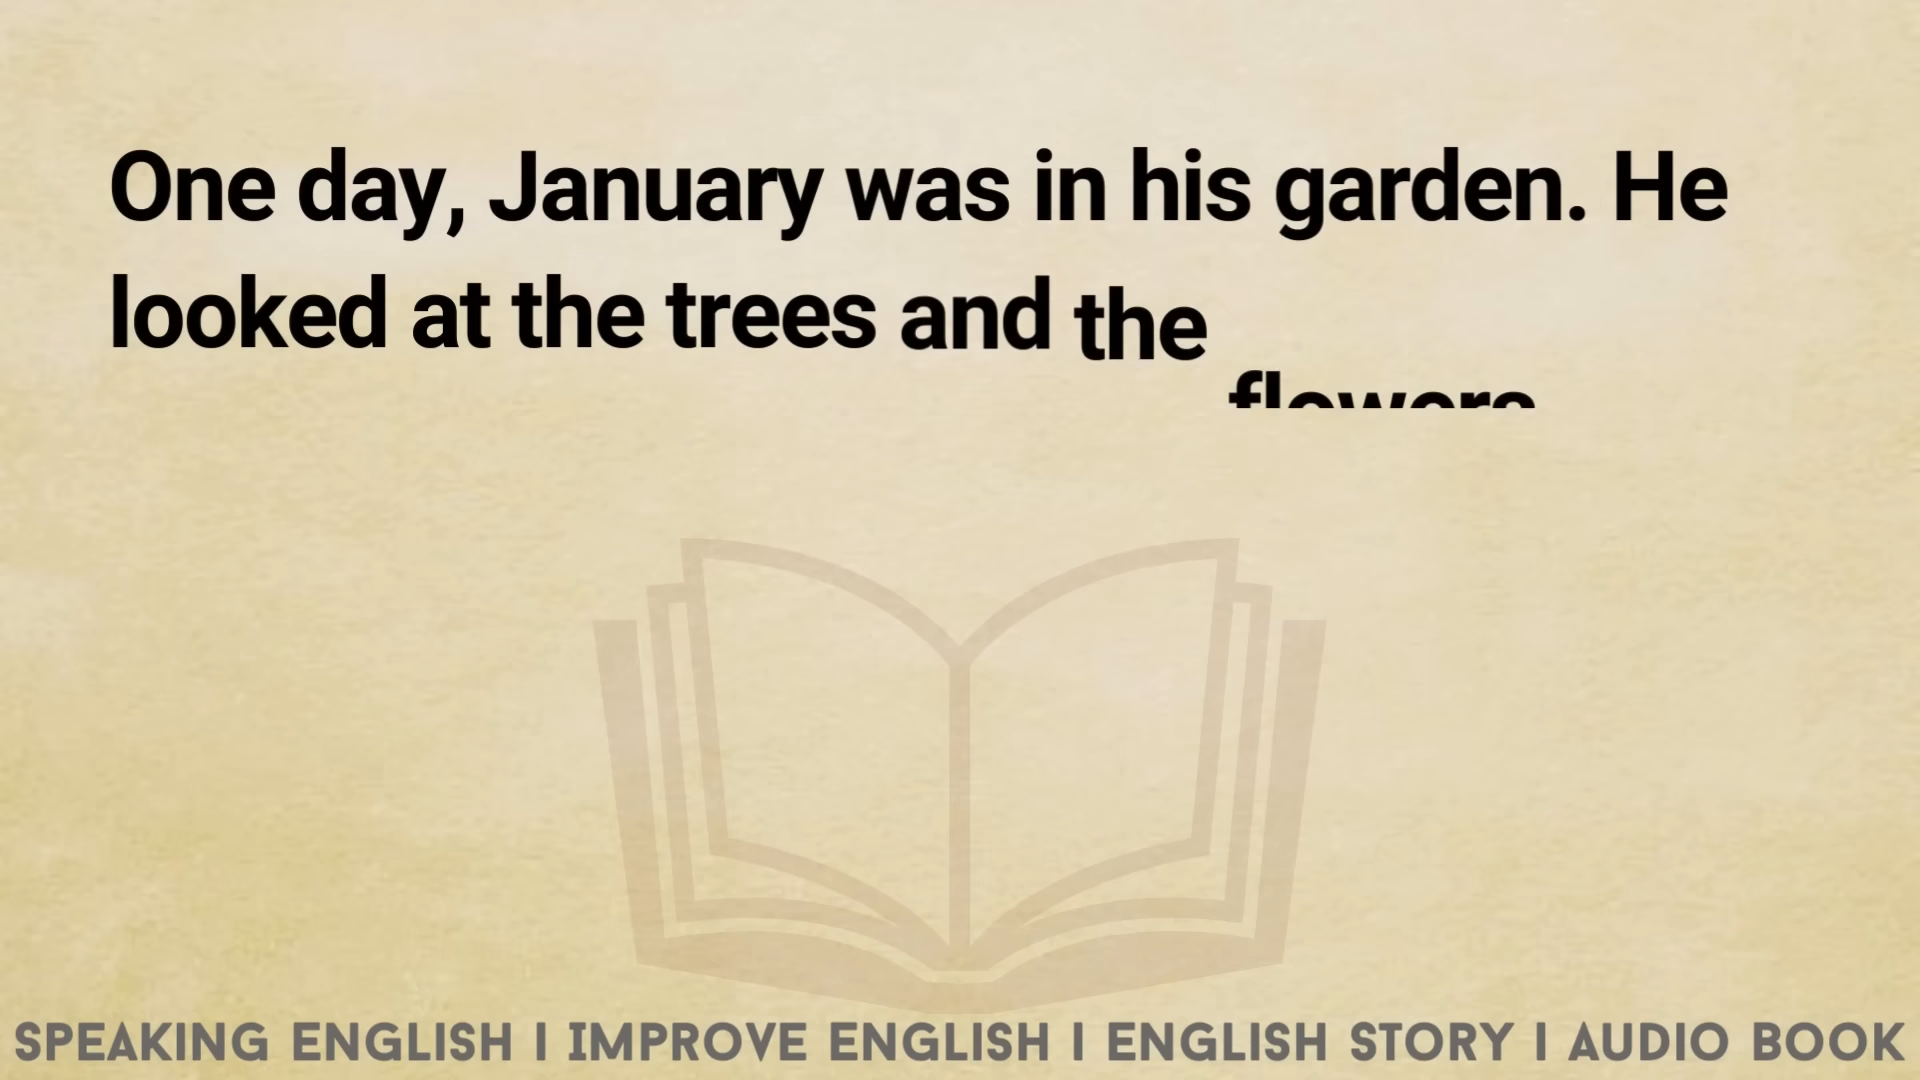 One day, January was in his garden. He
looked at the trees and the
flowers
SPEAKING ENGLISH I IMPROVE ENGLISH I ENGLISH STORY I AUDIO BOOK